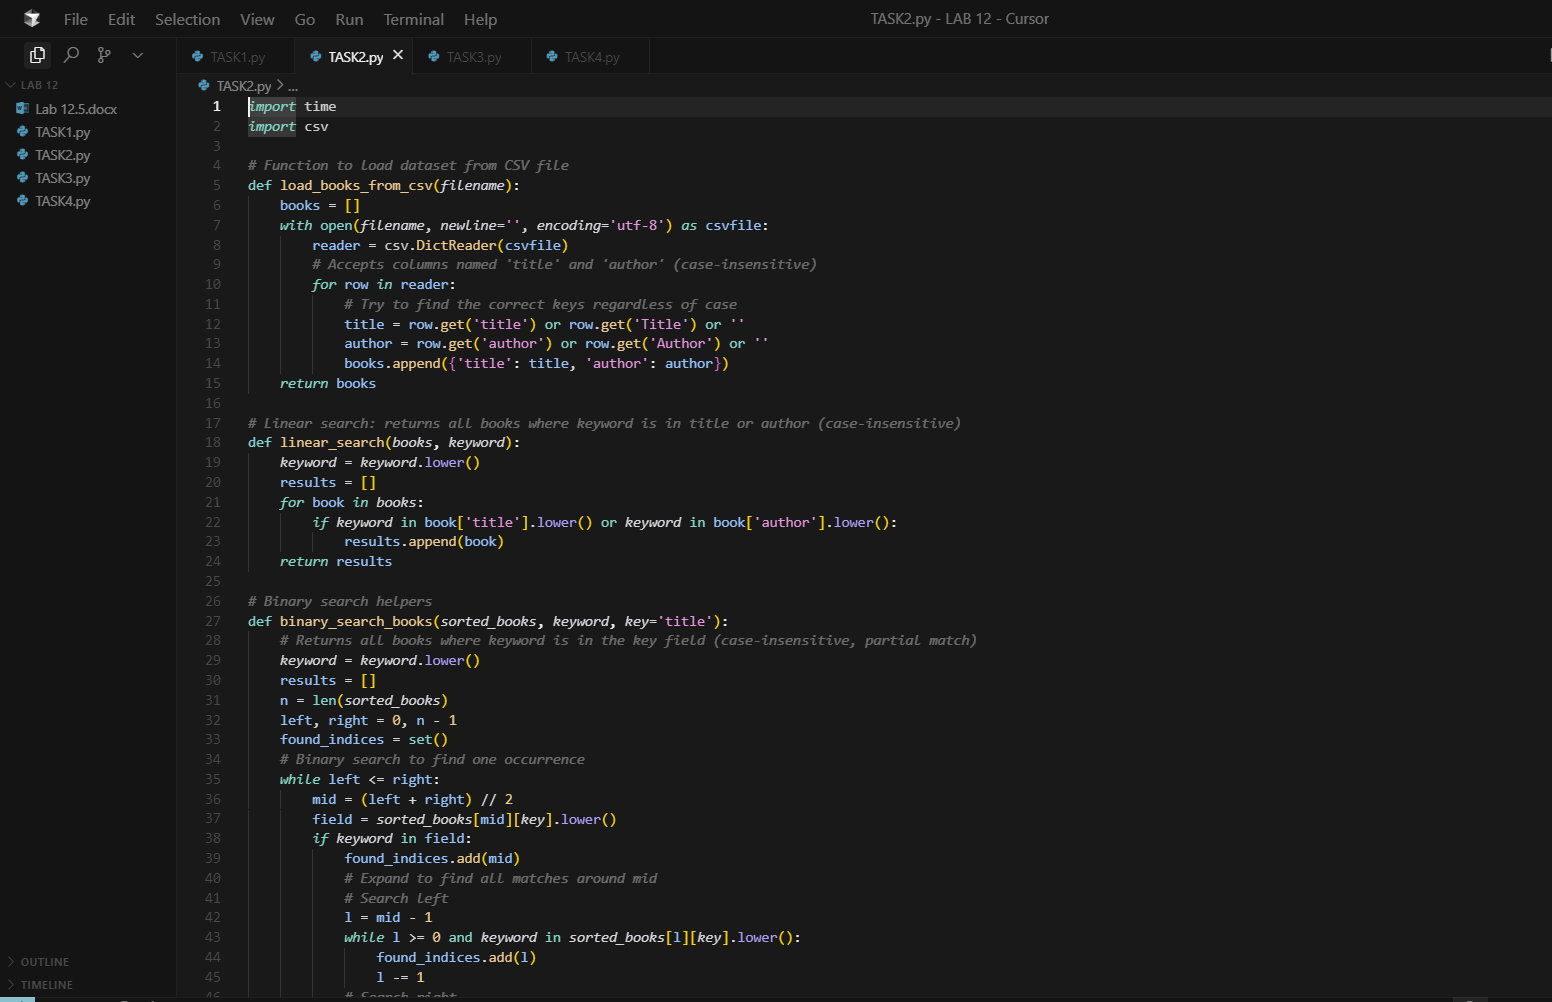 File Edit Selection View Go Run Terminal Help
TASK2.py - LAB 12 - Cursor
TASK1.py TASK2.py TASK3.py TASK4.py
LAB 12
Lab 12.5.docx
TASK1.py
TASK2.py
TASK3.py
TASK4.py
OUTLINE
TIMELINE
TASK2.py > ...
1 import time
2 import csv
3
4 # Function to load dataset from CSV file
5 def load_books_from_csv(filename):
6     books = []
7     with open(filename, newline='', encoding='utf-8') as csvfile:
8         reader = csv.DictReader(csvfile)
9         # Accepts columns named 'title' and 'author' (case-insensitive)
10         for row in reader:
11             # Try to find the correct keys regardless of case
12             title = row.get('title') or row.get('Title') or ''
13             author = row.get('author') or row.get('Author') or ''
14             books.append({'title': title, 'author': author})
15     return books
16
17 # Linear search: returns all books where keyword is in title or author (case-insensitive)
18 def linear_search(books, keyword):
19     keyword = keyword.lower()
20     results = []
21     for book in books:
22         if keyword in book['title'].lower() or keyword in book['author'].lower():
23             results.append(book)
24     return results
25
26 # Binary search helpers
27 def binary_search_books(sorted_books, keyword, key='title'):
28     # Returns all books where keyword is in the key field (case-insensitive, partial match)
29     keyword = keyword.lower()
30     results = []
31     n = len(sorted_books)
32     left, right = 0, n - 1
33     found_indices = set()
34     # Binary search to find one occurrence
35     while left <= right:
36         mid = (left + right) // 2
37         field = sorted_books[mid][key].lower()
38         if keyword in field:
39             found_indices.add(mid)
40             # Expand to find all matches around mid
41             # Search left
42             l = mid - 1
43             while l >= 0 and keyword in sorted_books[l][key].lower():
44                 found_indices.add(l)
45                 l -= 1
46             # Search right